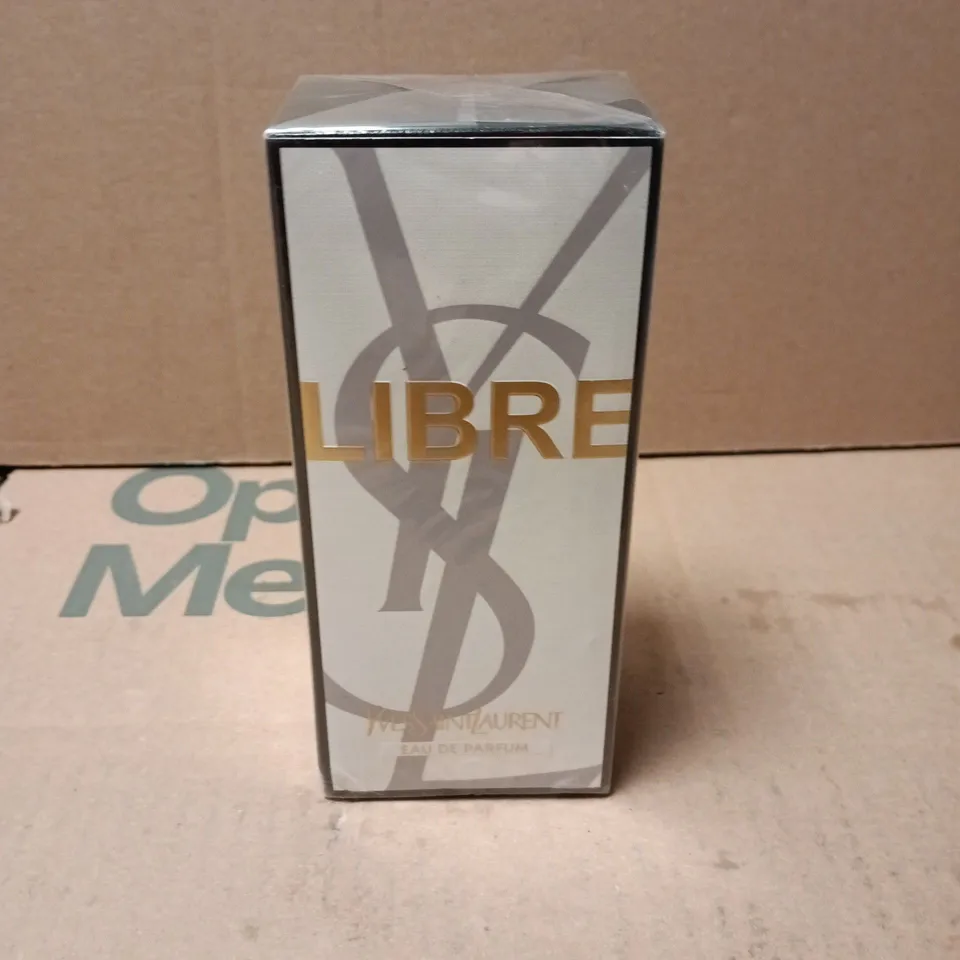 LIBRE
Op
Me
YVESSAINTLAURENT
EAU DE PARFUM